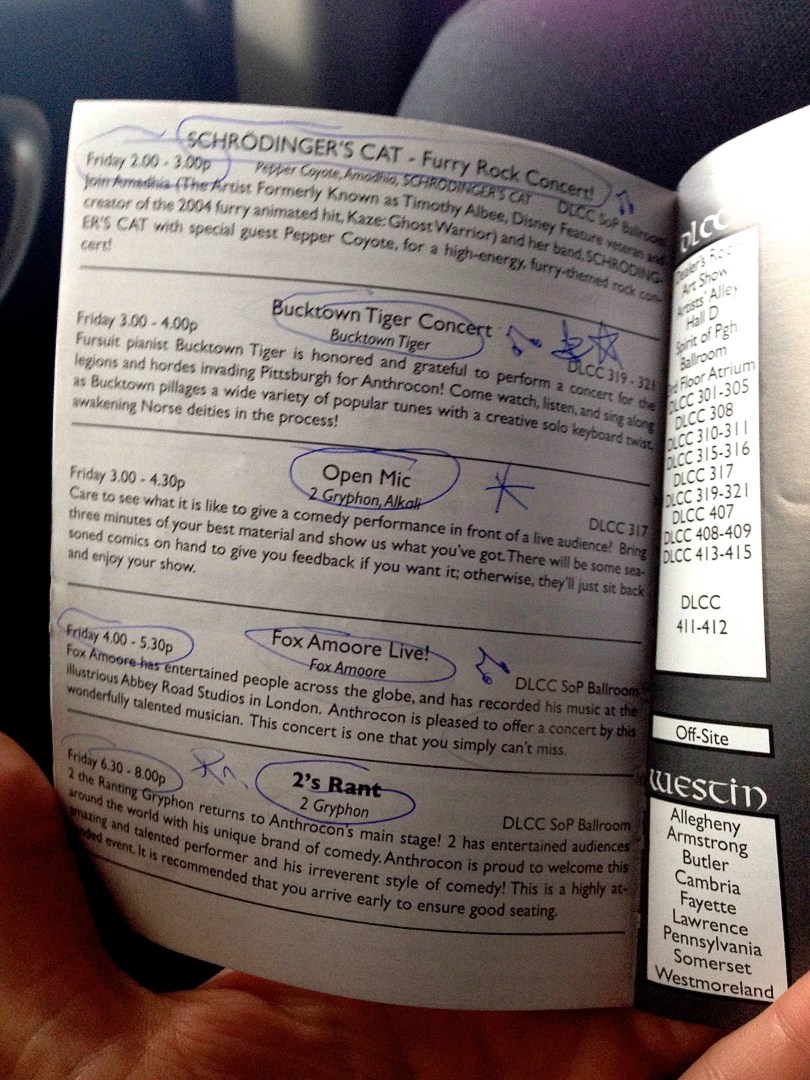 SCHRÖDINGER'S CAT - Furry Rock Concert!
Friday 2.00 - 3.00p
Pepper Coyote, Amadhia, SCHRÖDINGER'S CAT
DLCC SoP Ballroom
Join Amadhia (The Artist Formerly Known as Timothy Albee, Disney Feature veteran and
creator of the 2004 furry animated hit, Kaze: Ghost Warrior) and her band, SCHRÖDING-
ER'S CAT with special guest Pepper Coyote, for a high-energy, furry-themed rock con-
cert!
Bucktown Tiger Concert
Friday 3.00 - 4.00p
Bucktown Tiger
DLCC 319 - 321
Fursuit pianist Bucktown Tiger is honored and grateful to perform a concert for the
legions and hordes invading Pittsburgh for Anthrocon! Come watch, listen, and sing along
as Bucktown pillages a wide variety of popular tunes with a creative solo keyboard twist,
awakening Norse deities in the process!
Open Mic
Friday 3.00 - 4.30p
2 Gryphon, Alkali
DLCC 317
Care to see what it is like to give a comedy performance in front of a live audience? Bring
three minutes of your best material and show us what you've got. There will be some sea-
soned comics on hand to give you feedback if you want it; otherwise, they'll just sit back
and enjoy your show.
Fox Amoore Live!
Friday 4.00 - 5.30p
Fox Amoore
DLCC SoP Ballroom
Fox Amoore has entertained people across the globe, and has recorded his music at the
illustrious Abbey Road Studios in London. Anthrocon is pleased to offer a concert by this
wonderfully talented musician. This concert is one that you simply can't miss.
2's Rant
Friday 6.30 - 8.00p
2 Gryphon
DLCC SoP Ballroom
2 the Ranting Gryphon returns to Anthrocon's main stage! 2 has entertained audiences
around the world with his unique brand of comedy. Anthrocon is proud to welcome this
amazing and talented performer and his irreverent style of comedy! This is a highly at-
nded event. It is recommended that you arrive early to ensure good seating.
DLCC
Dealer's Room
Art Show
Artists' Alley
Hall D
Spirit of Pgh
Ballroom
Floor Atrium
DLCC 301-305
DLCC 308
DLCC 310-311
DLCC 315-316
DLCC 317
DLCC 319-321
DLCC 407
DLCC 408-409
DLCC 413-415
DLCC
411-412
Off-Site
Westin
Allegheny
Armstrong
Butler
Cambria
Fayette
Lawrence
Pennsylvania
Somerset
Westmoreland